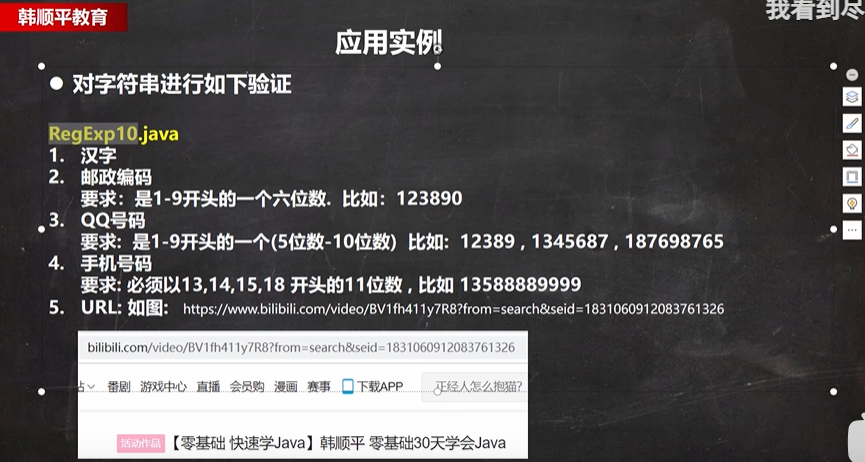 韩顺平教育
我看到尽
应用实例
● 对字符串进行如下验证
RegExp10.java
1. 汉字
2. 邮政编码
要求：是1-9开头的一个六位数. 比如：123890
3. QQ号码
要求: 是1-9开头的一个(5位数-10位数) 比如: 12389 , 1345687 , 187698765
4. 手机号码
要求: 必须以13,14,15,18 开头的11位数 , 比如 13588889999
5. URL: 如图: https://www.bilibili.com/video/BV1fh411y7R8?from=search&seid=1831060912083761326
bilibili.com/video/BV1fh411y7R8?from=search&seid=1831060912083761326
番剧 游戏中心 直播 会员购 漫画 赛事 下载APP 正经人怎么抱猫?
活动作品 【零基础 快速学Java】韩顺平 零基础30天学会Java